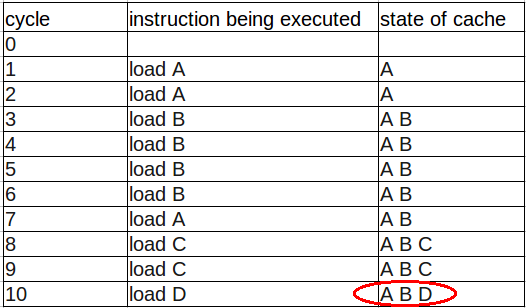 cycle instruction being executed state of cache
0
1 load A A
2 load A A
3 load B A B
4 load B A B
5 load B A B
6 load B A B
7 load A A B
8 load C A B C
9 load C A B C
10 load D A B D